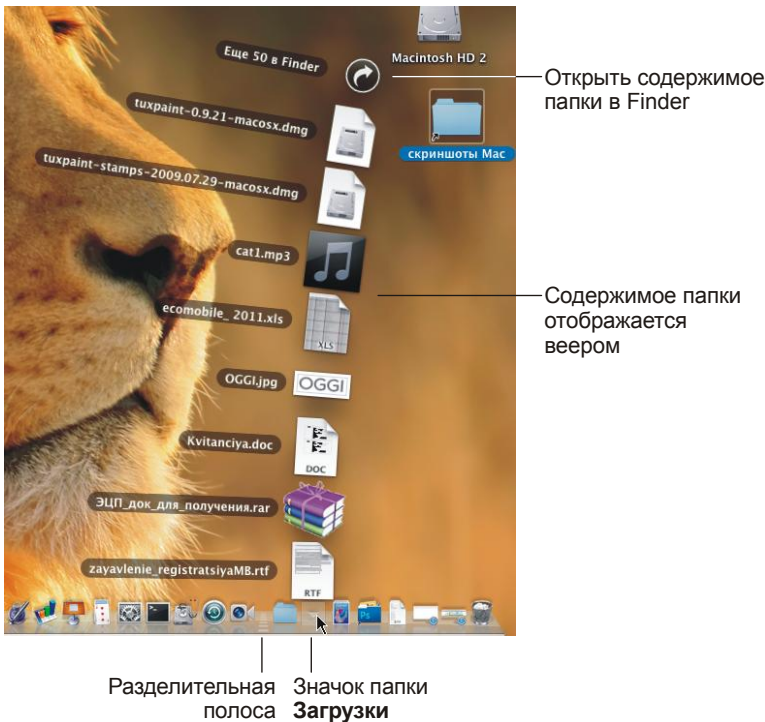 Еще 50 в Finder
Macintosh HD 2
Открыть содержимое
папки в Finder
tuxpaint-0.9.21-macosx.dmg
скриншоты Mac
tuxpaint-stamps-2009.07.29-macosx.dmg
cat1.mp3
Содержимое папки
отображается
веером
ecomobile_ 2011.xls
XLS
OGGI.jpg
OGGI
Kvitanciya.doc
DOC
ЭЦП_док_для_получения.rar
zayavlenie_registratsiyaMB.rtf
RTF
Ps
Разделительная
полоса
Значок папки
Загрузки